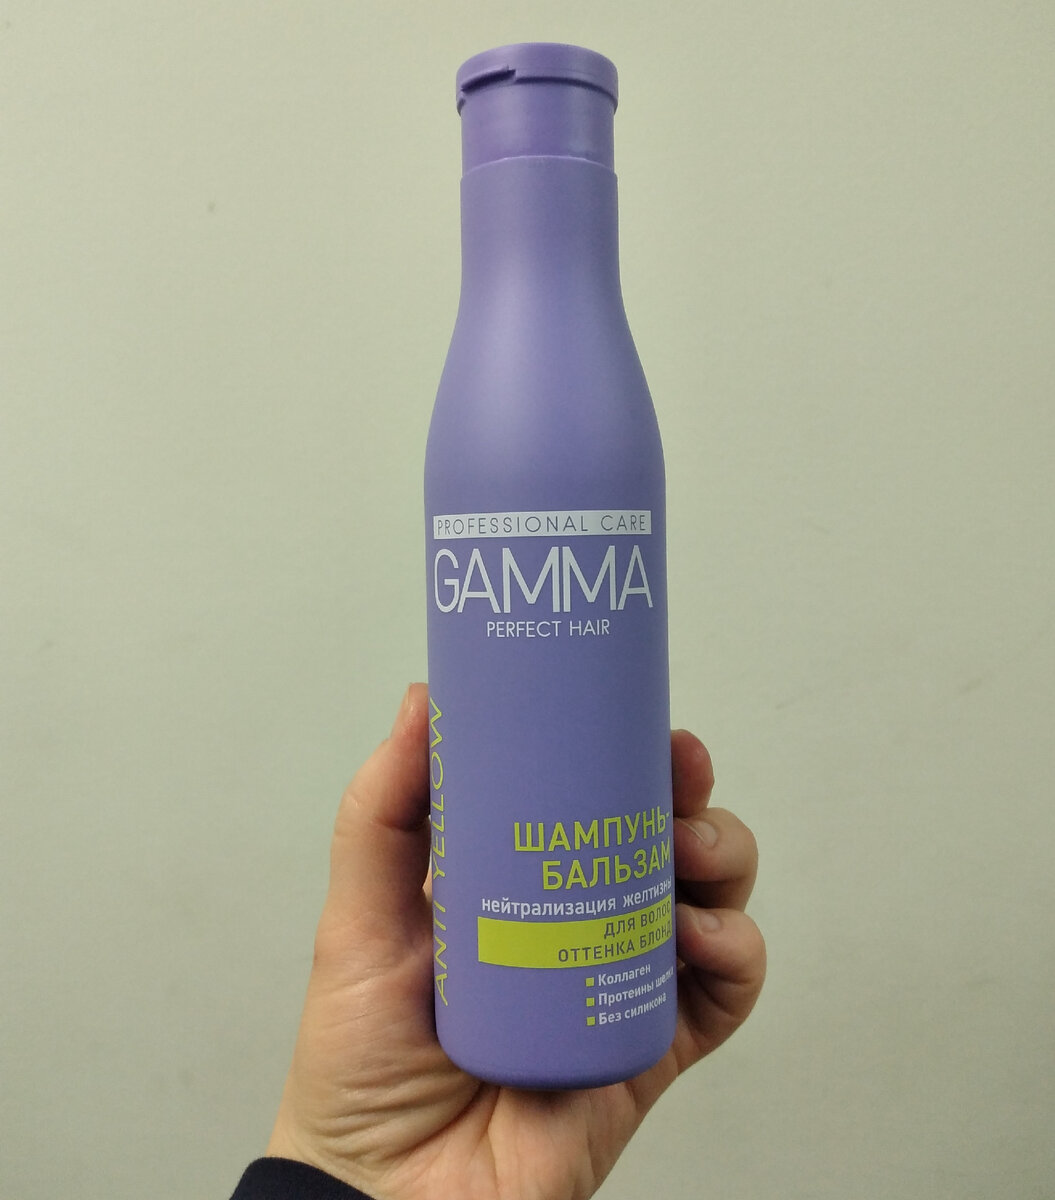 PROFESSIONAL CARE
GAMMA
PERFECT HAIR
ANTI YELLOW
ШАМПУНЬ-
БАЛЬЗАМ
нейтрализация желтизны
ДЛЯ ВОЛОС
ОТТЕНКА БЛОНД
Коллаген
Протеины шелка
Без силикона